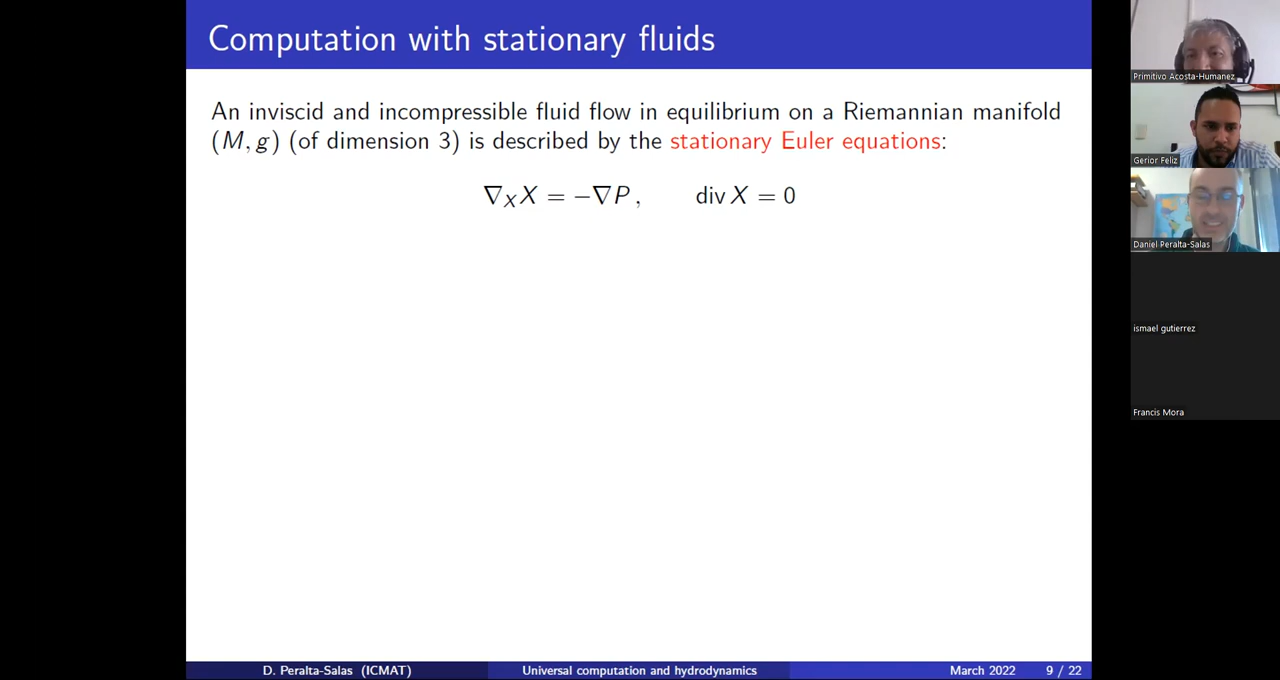 Computation with stationary fluids
An inviscid and incompressible fluid flow in equilibrium on a Riemannian manifold
(M, g) (of dimension 3) is described by the stationary Euler equations:
∇_X X = −∇P , div X = 0
D. Peralta-Salas (ICMAT) Universal computation and hydrodynamics March 2022 9 / 22
Primitivo Acosta-Humanez
Gerior Feliz
Daniel Peralta-Salas
ismael gutierrez
Francis Mora